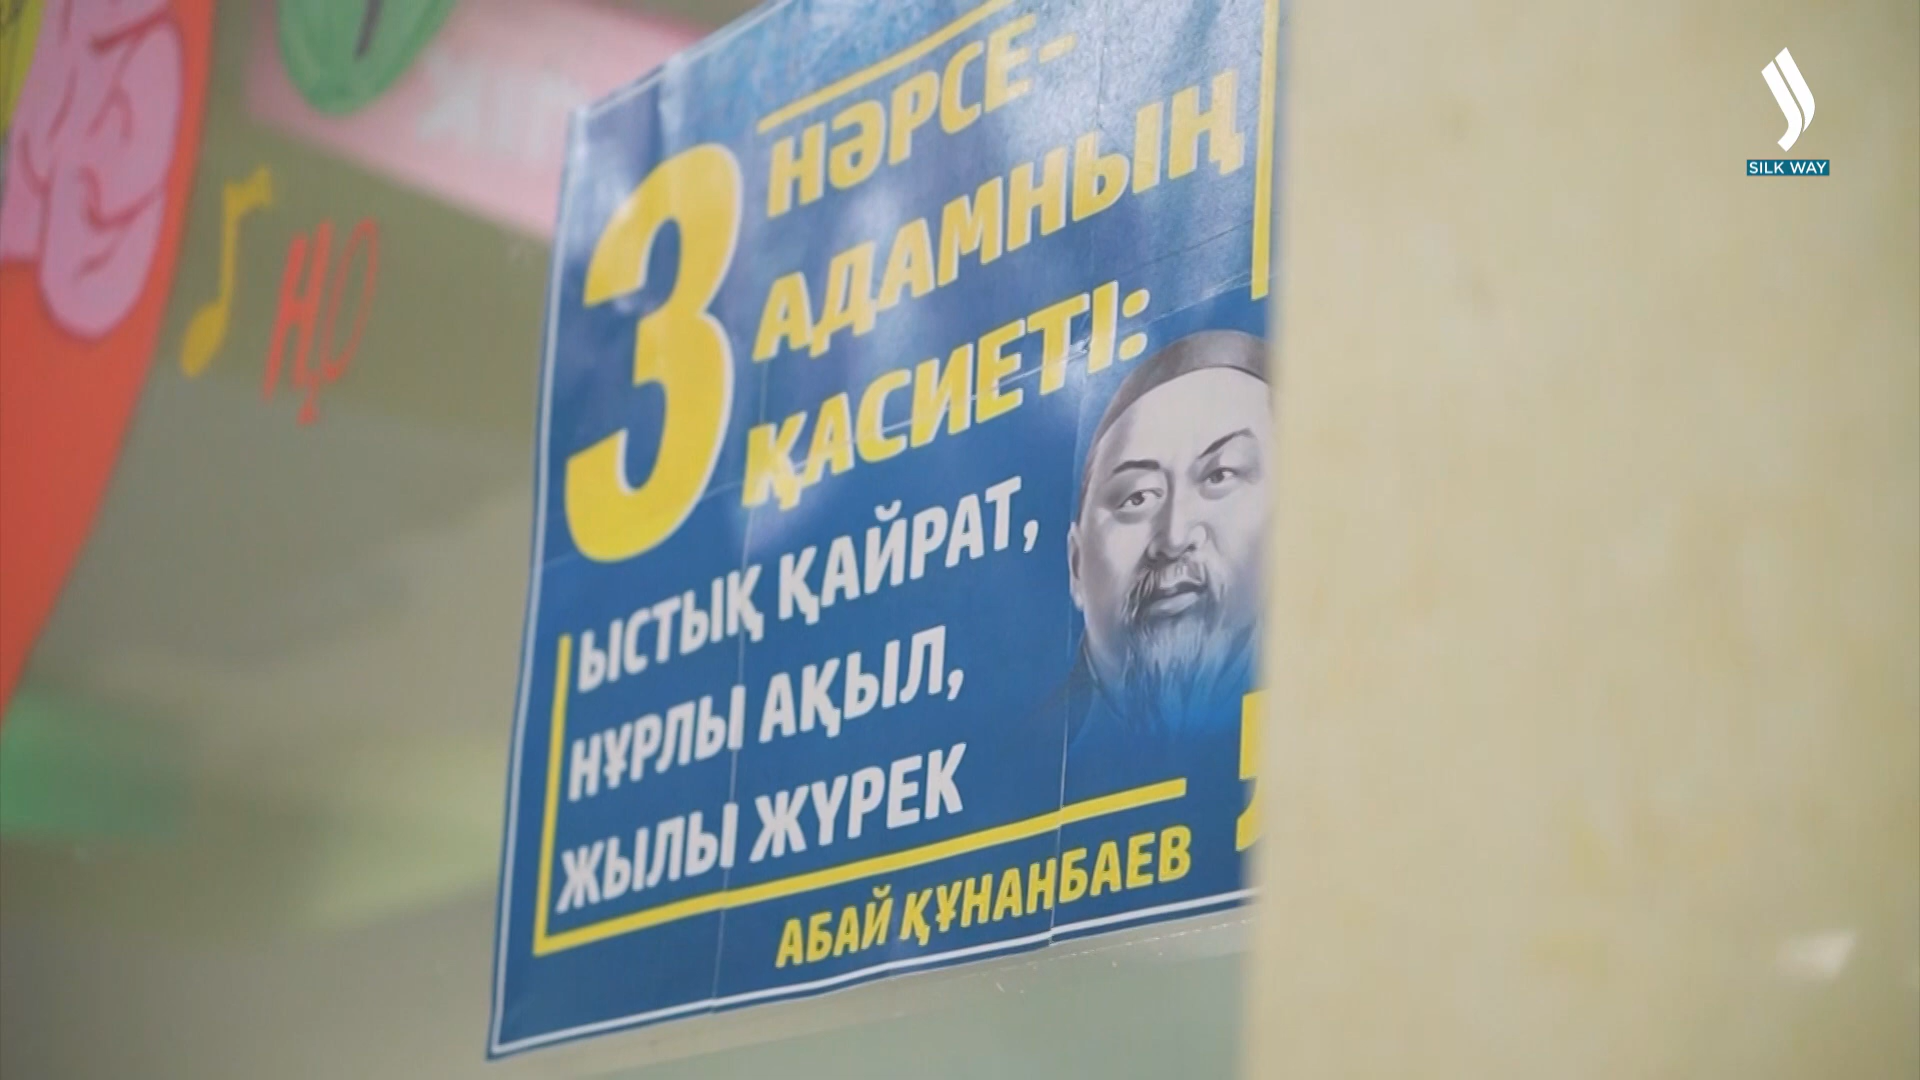 3 НӘРСЕ-
АДАМНЫҢ
ҚАСИЕТІ:
ЫСТЫҚ ҚАЙРАТ,
НҰРЛЫ АҚЫЛ,
ЖЫЛЫ ЖҮРЕК
АБАЙ ҚҰНАНБАЕВ
SILK WAY